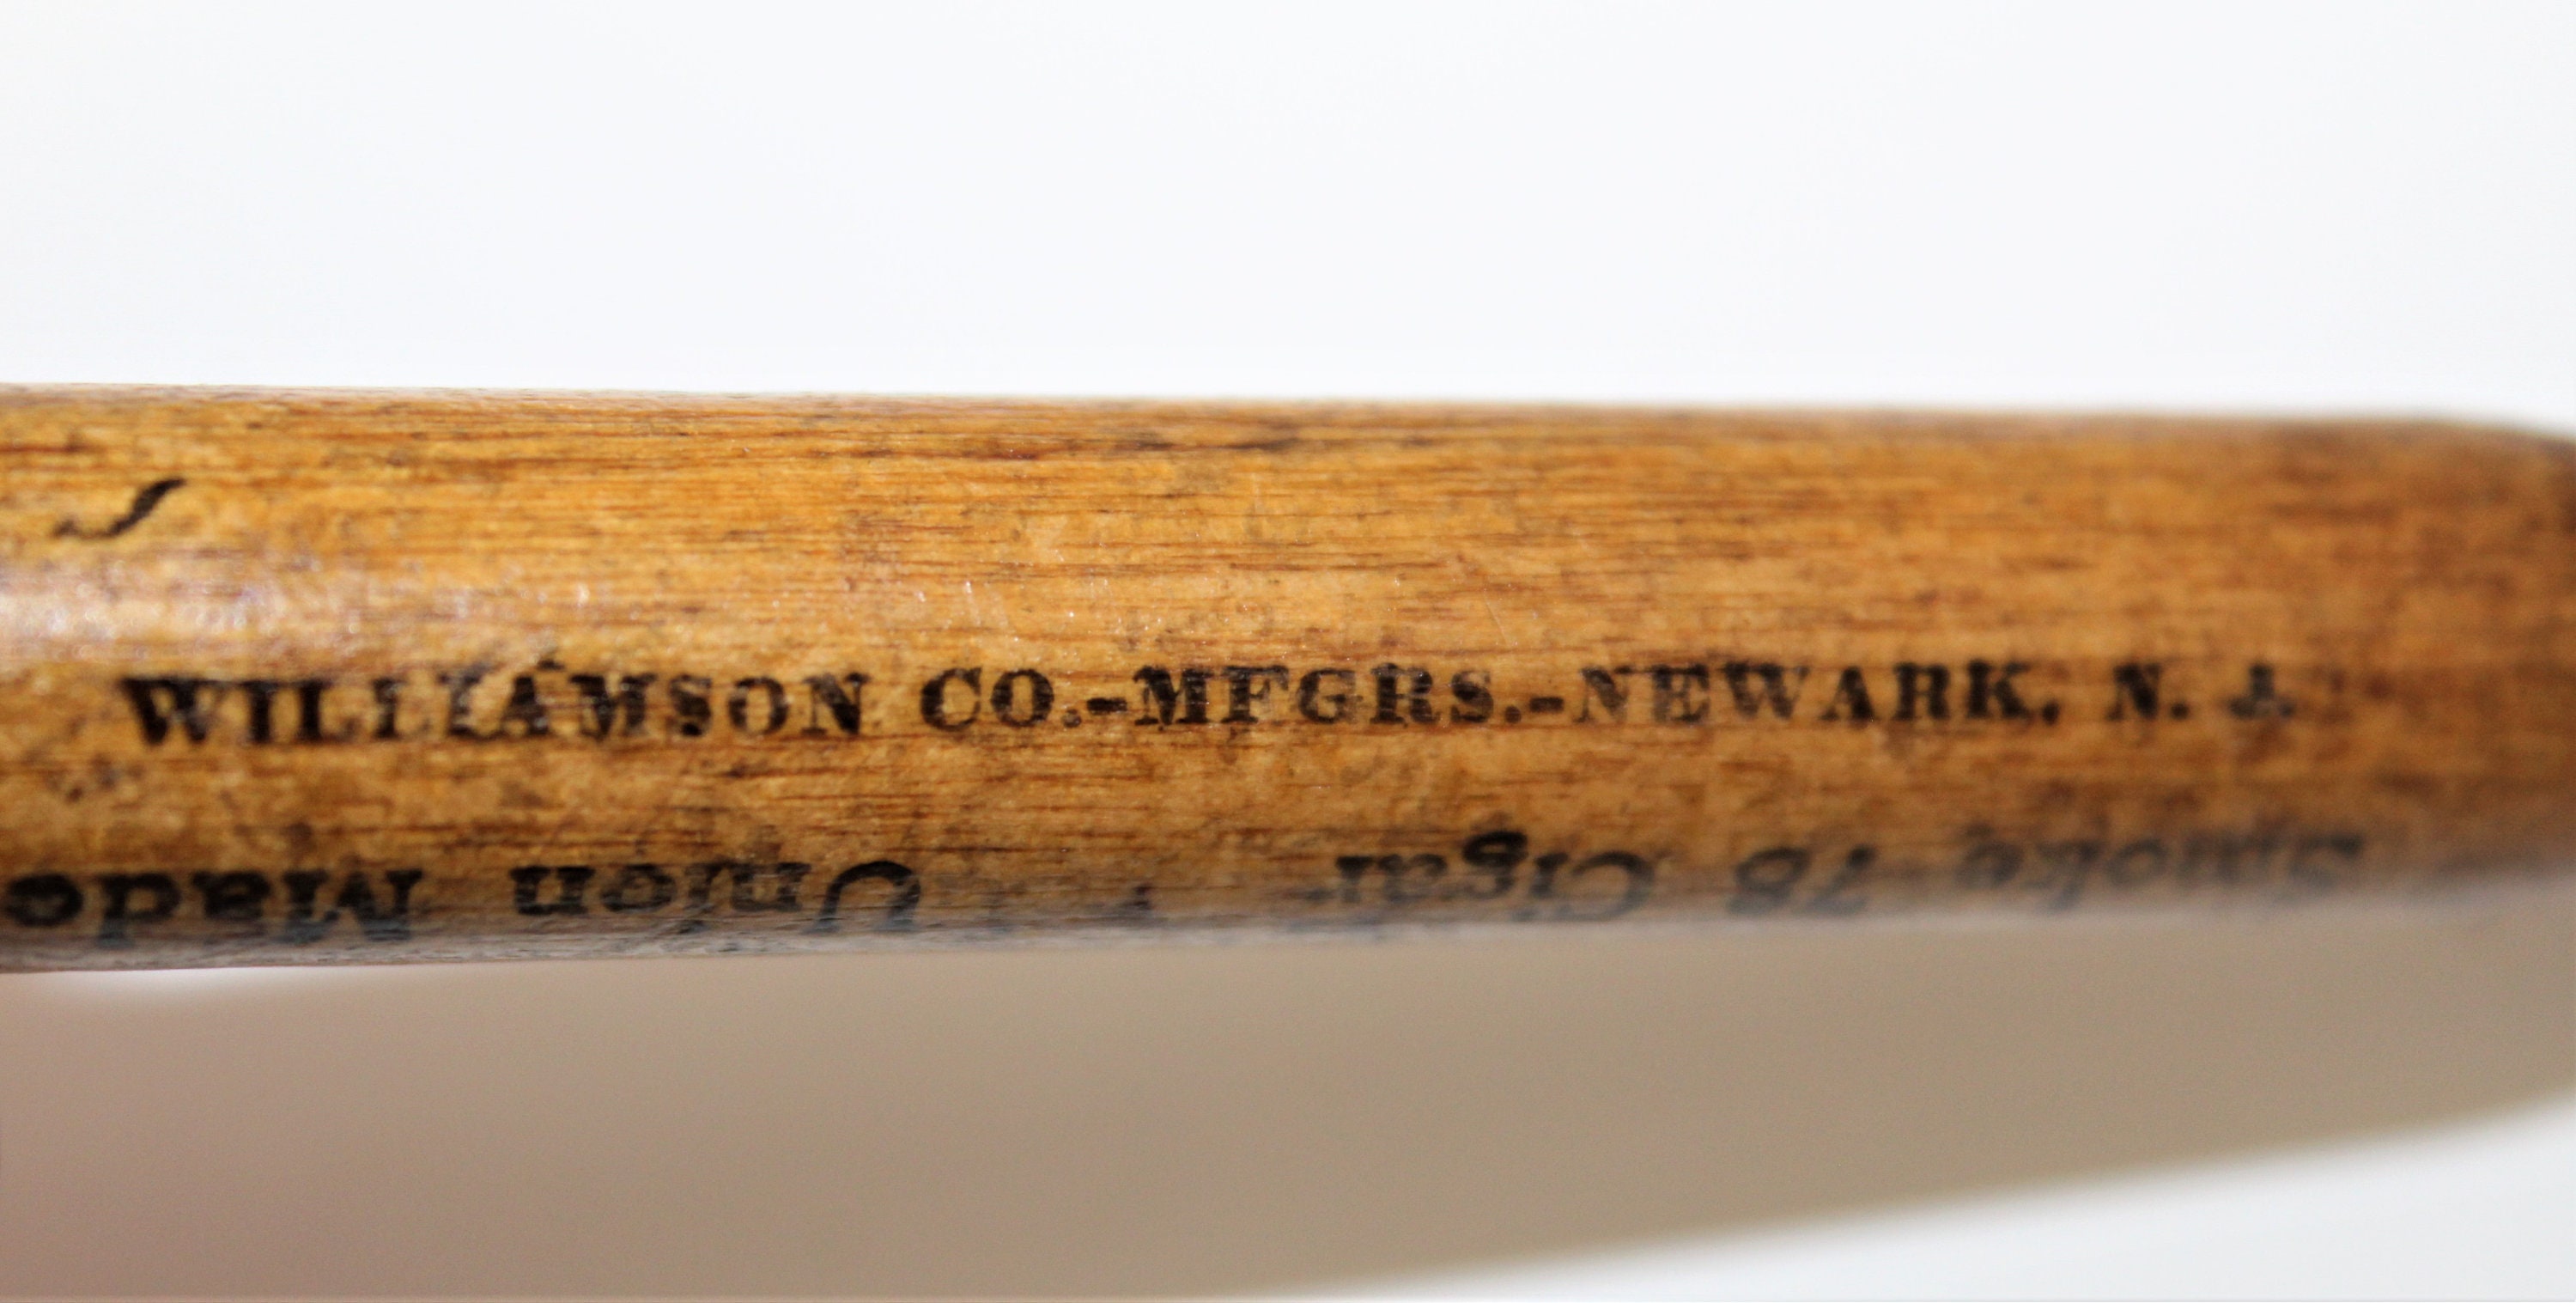 WILLIAMSON CO.-MFGRS.-NEWARK, N. J.
Smoke 78 Cigar Union Made